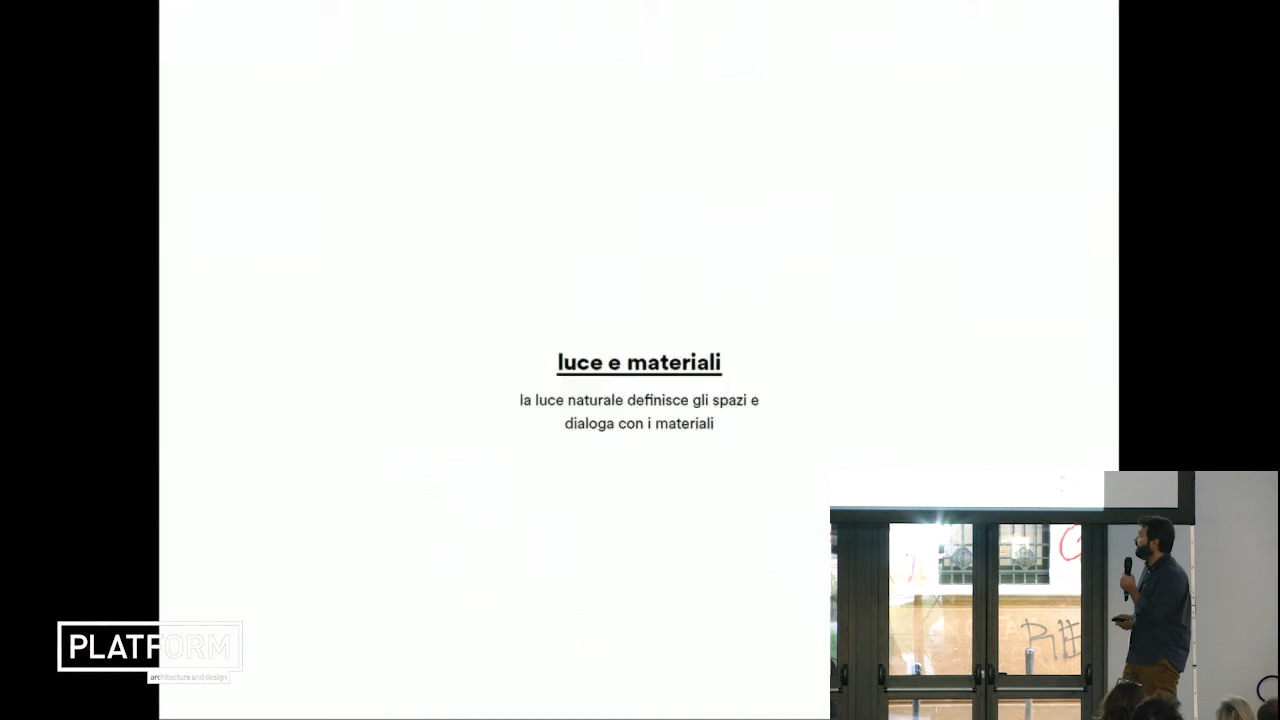 luce e materiali
la luce naturale definisce gli spazi e
dialoga con i materiali
PLATFORM
architecture and design